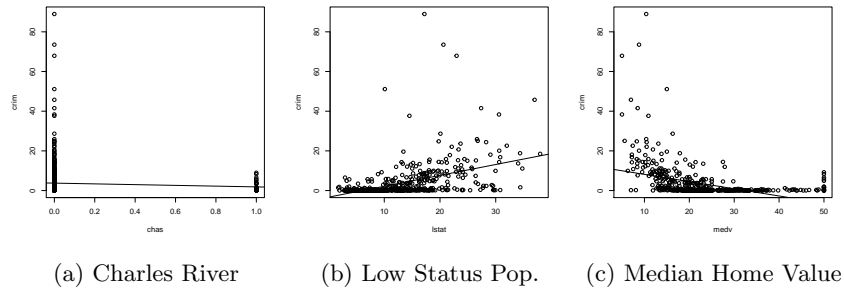 crim
0 20 40 60 80
0.0 0.2 0.4 0.6 0.8 1.0
chas
(a) Charles River
crim
0 20 40 60 80
10 20 30
lstat
(b) Low Status Pop.
crim
0 20 40 60 80
10 20 30 40 50
medv
(c) Median Home Value